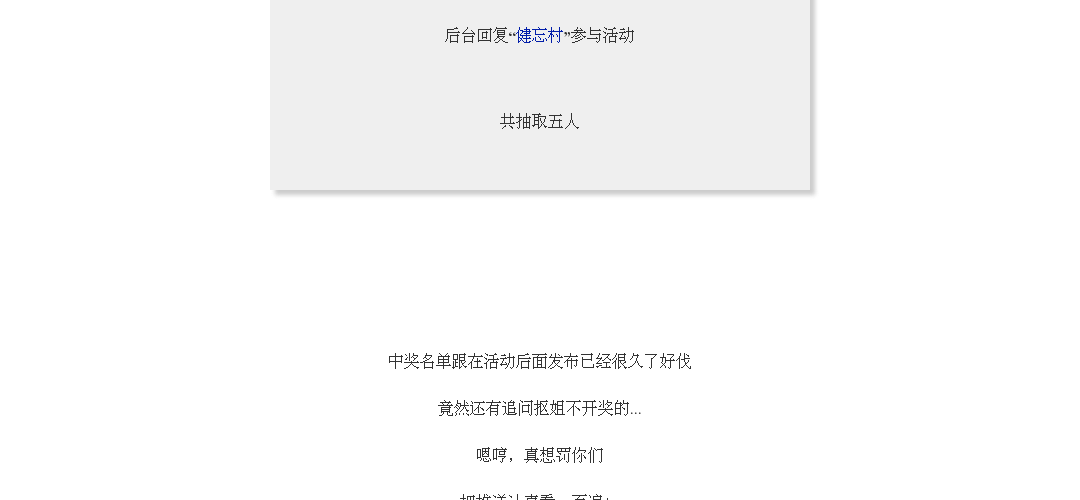 后台回复“健忘村”参与活动
共抽取五人
中奖名单跟在活动后面发布已经很久了好伐
竟然还有追问抠姐不开奖的...
嗯哼，真想罚你们